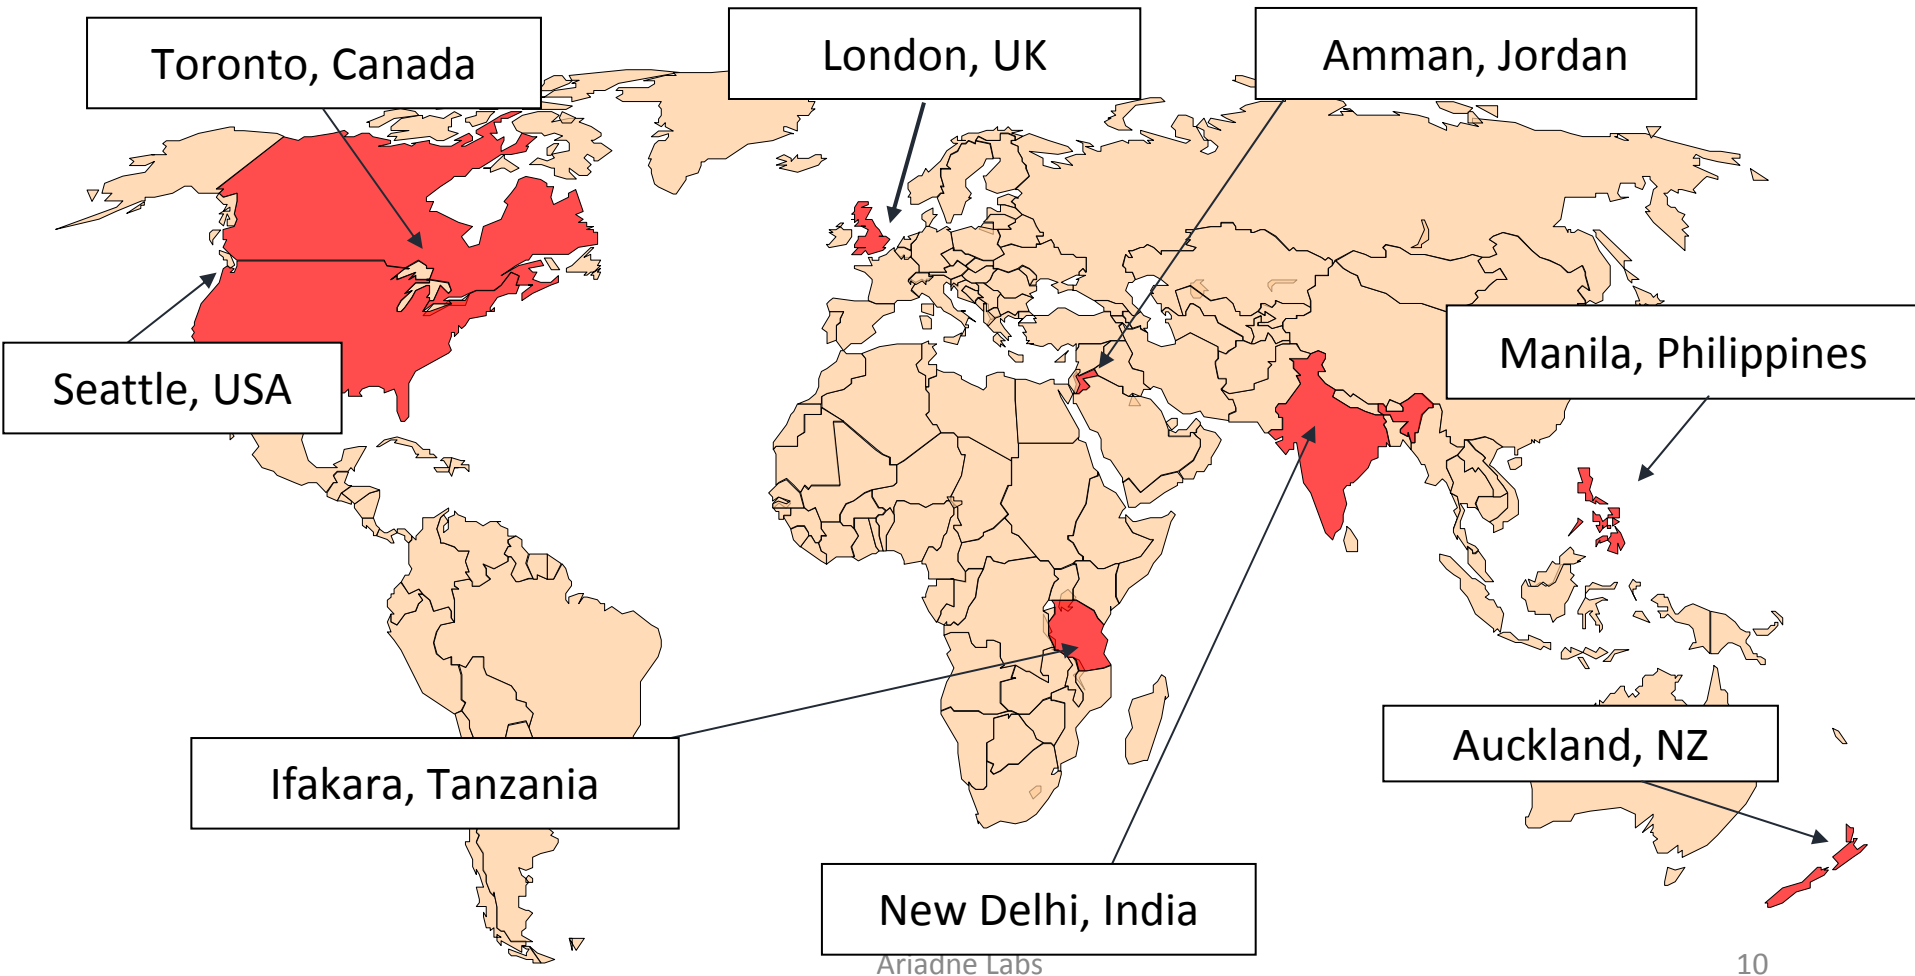 Toronto, Canada
London, UK
Amman, Jordan
Manila, Philippines
Seattle, USA
Auckland, NZ
Ifakara, Tanzania
New Delhi, India
Ariadne Labs
10